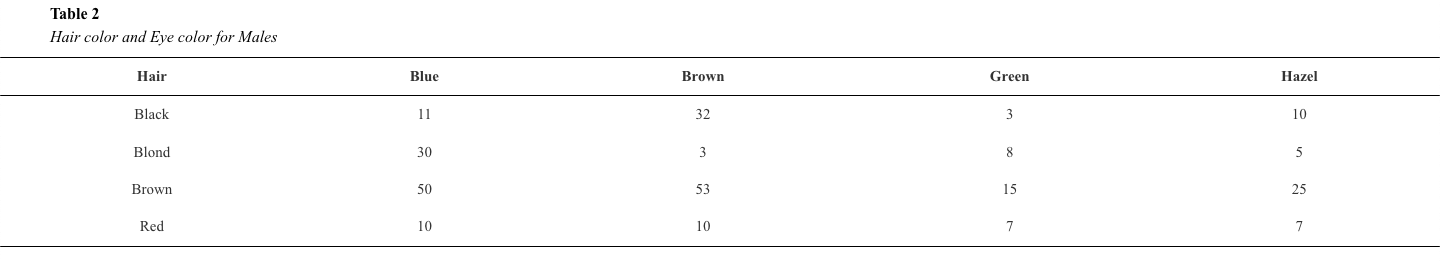 Table 2
Hair color and Eye color for Males
Hair Blue Brown Green Hazel
Black 11 32 3 10
Blond 30 3 8 5
Brown 50 53 15 25
Red 10 10 7 7